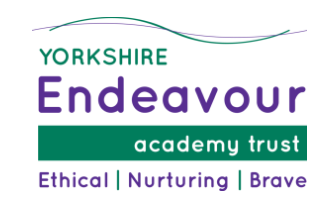 YORKSHIRE
Endeavour
academy trust
Ethical | Nurturing | Brave